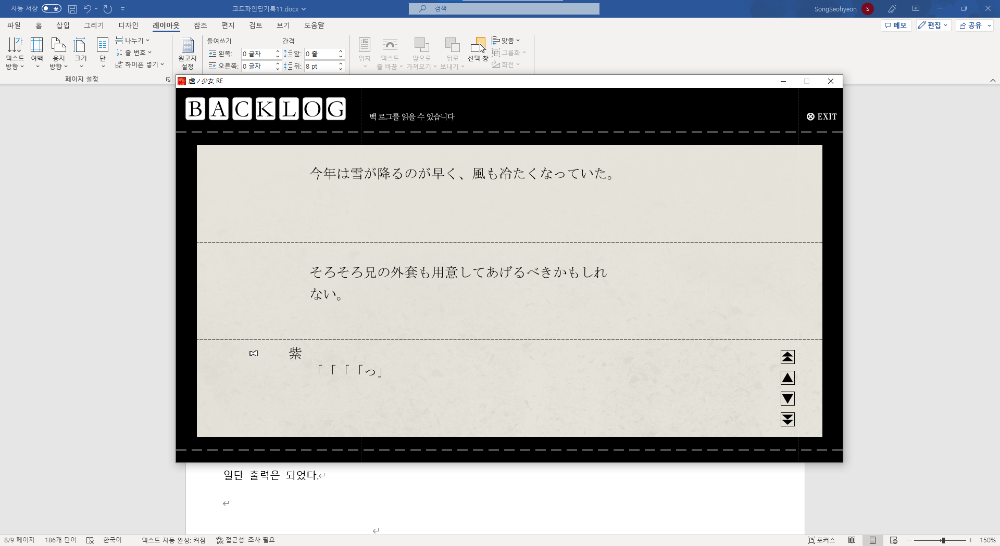 자동 저장 끔 코드파인딩기록11.docx 검색 SongSeohyeon S
파일 홈 삽입 그리기 디자인 레이아웃 참조 편지 검토 보기 도움말 메모 편집 공유
텍스트 방향 여백 용지 방향 크기 단
나누기
줄 번호
하이픈 넣기
원고지 설정
들여쓰기 간격
왼쪽: 0 글자 앞: 0 줄
오른쪽: 0 글자 뒤: 8 pt
위치 텍스트 줄 바꿈 앞으로 가져오기 뒤로 보내기 선택 창
맞춤
그룹화
회전
페이지 설정
虚ノ少女 RE
BACKLOG
백 로그를 읽을 수 있습니다
EXIT
今年は雪が降るのが早く、風も冷たくなっていた。
そろそろ兄の外套も用意してあげるべきかもしれ
ない。
紫
「「「「っ」
일단 출력은 되었다.
8/9 페이지 186개 단어 한국어 텍스트 자동 완성: 켜짐 접근성: 조사 필요 포커스 150%